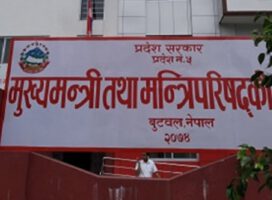 प्रदेश सरकार
प्रदेश नं. ५
मुख्यमन्त्री तथा मन्त्रिपरिषद्को
बुटवल, नेपाल
२०७४